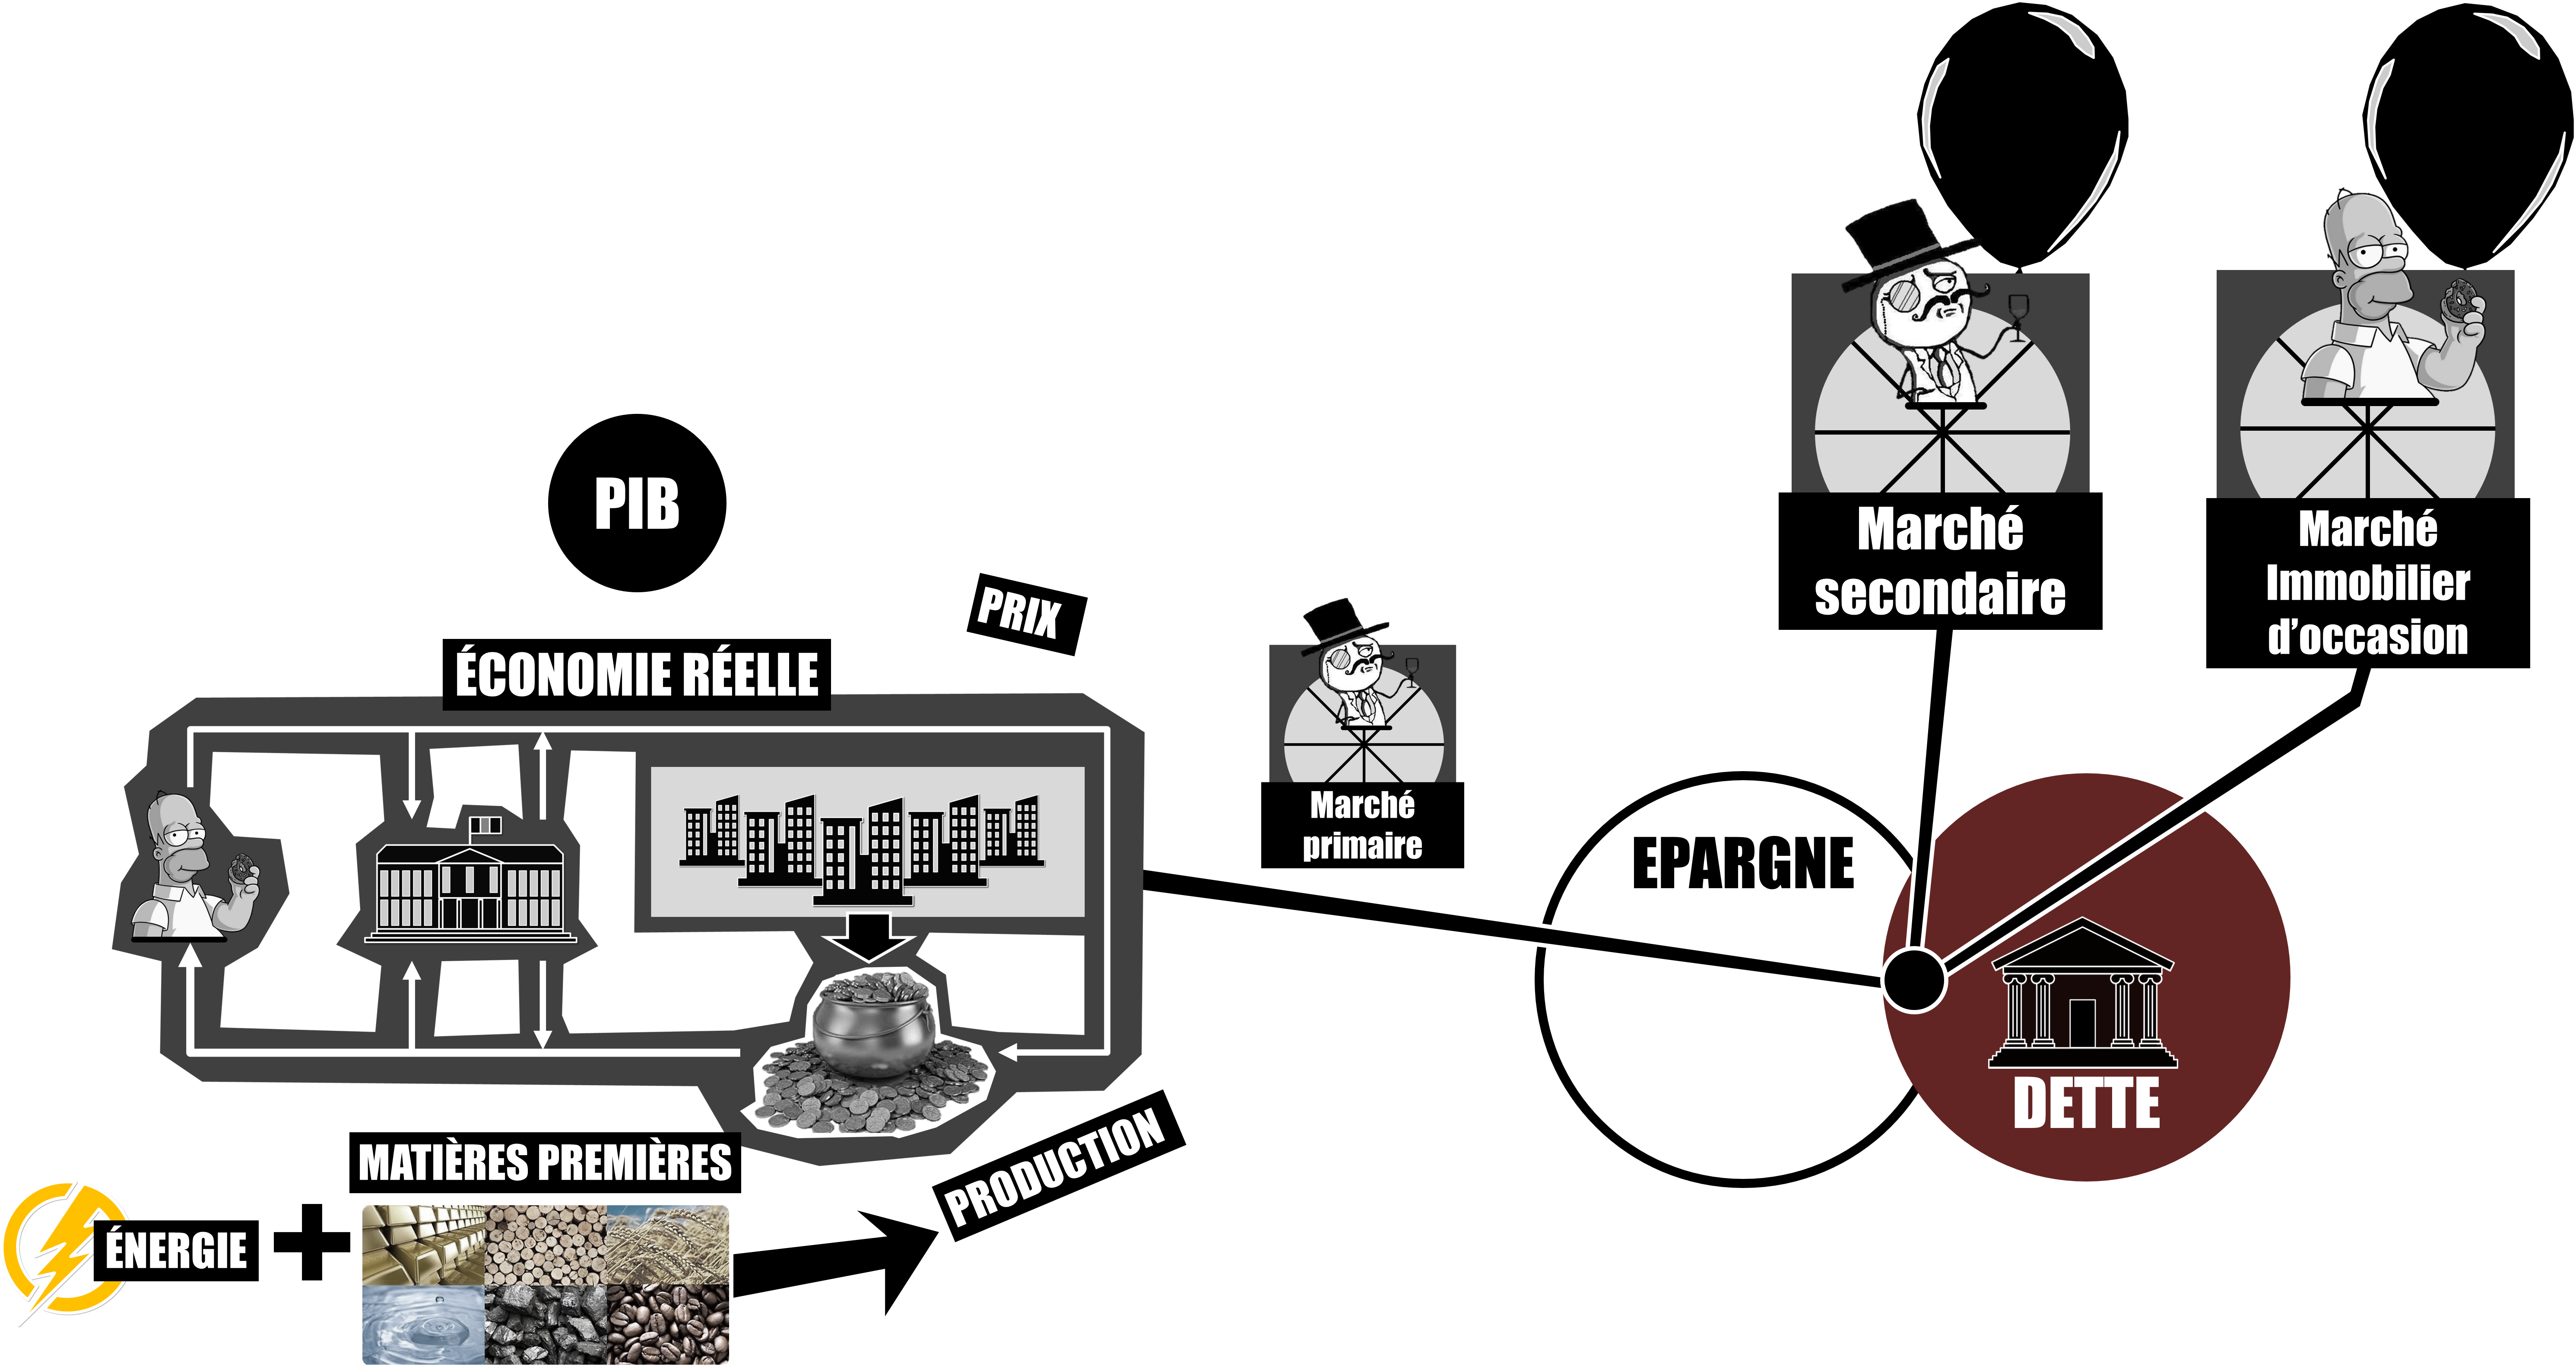 PIB
PRIX
ÉCONOMIE RÉELLE
Marché
primaire
Marché
secondaire
Marché
Immobilier
d'occasion
EPARGNE
DETTE
MATIÈRES PREMIÈRES
ÉNERGIE
PRODUCTION